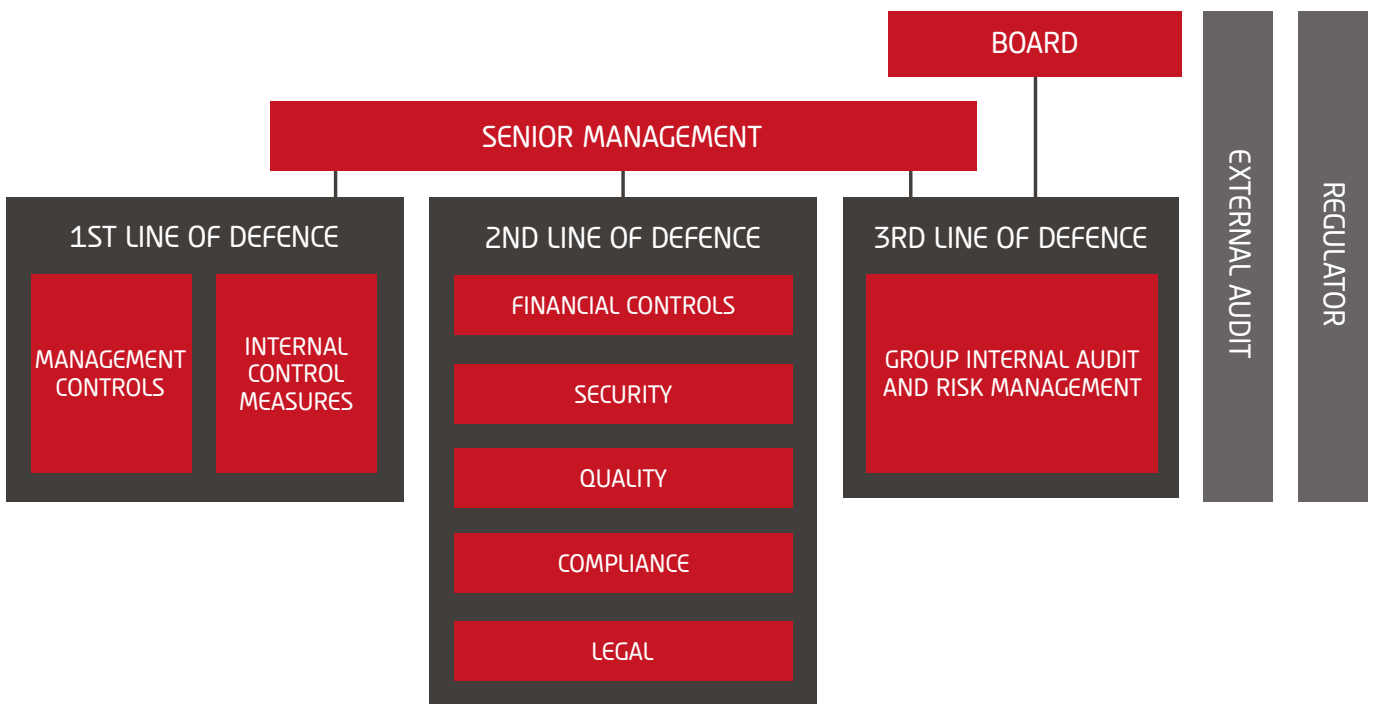 BOARD
SENIOR MANAGEMENT
1ST LINE OF DEFENCE
MANAGEMENT
CONTROLS
INTERNAL
CONTROL
MEASURES
2ND LINE OF DEFENCE
FINANCIAL CONTROLS
SECURITY
QUALITY
COMPLIANCE
LEGAL
3RD LINE OF DEFENCE
GROUP INTERNAL AUDIT
AND RISK MANAGEMENT
EXTERNAL AUDIT
REGULATOR